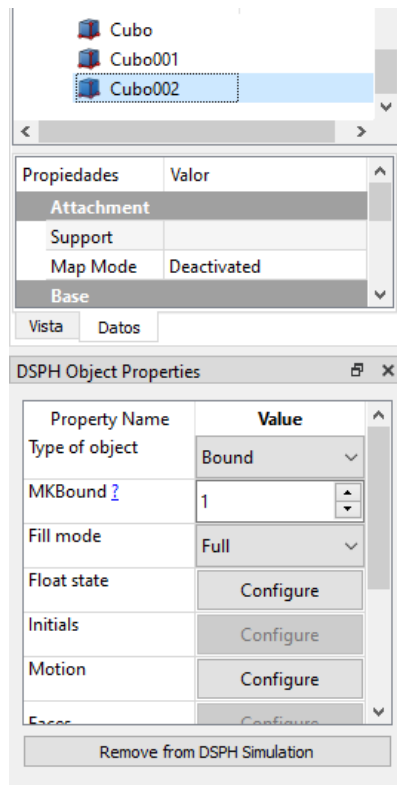 Cubo
Cubo001
Cubo002
Propiedades Valor
Attachment
Support
Map Mode Deactivated
Base
Vista Datos
DSPH Object Properties
Property Name Value
Type of object Bound
MKBound ? 1
Fill mode Full
Float state Configure
Initials Configure
Motion Configure
Faces Configure
Remove from DSPH Simulation